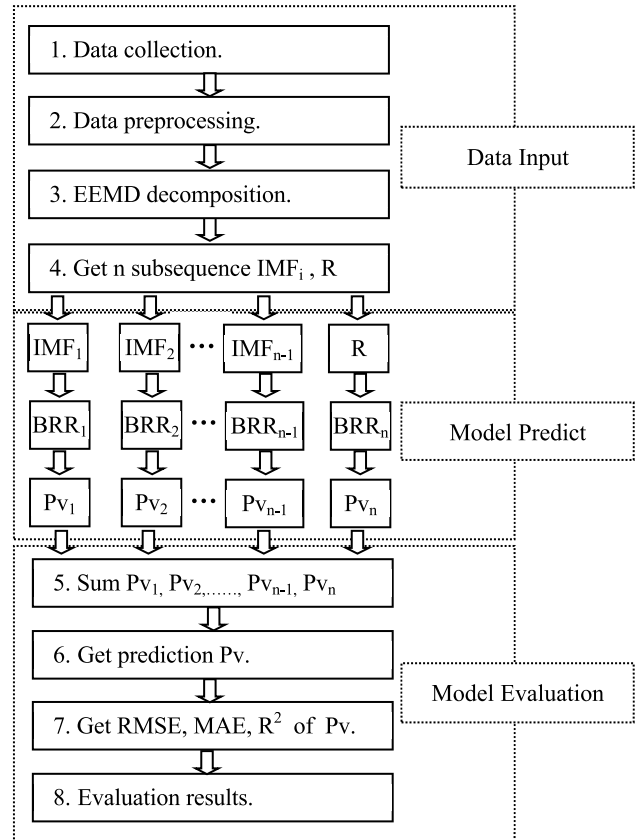 1. Data collection.
2. Data preprocessing.
Data Input
3. EEMD decomposition.
4. Get n subsequence IMFᵢ , R
IMF₁ IMF₂ ··· IMFₙ₋₁ R
BRR₁ BRR₂ ··· BRRₙ₋₁ BRRₙ
Model Predict
Pv₁ Pv₂ ··· Pvₙ₋₁ Pvₙ
5. Sum Pv₁, Pv₂,......, Pvₙ₋₁, Pvₙ
6. Get prediction Pv.
Model Evaluation
7. Get RMSE, MAE, R² of Pv.
8. Evaluation results.